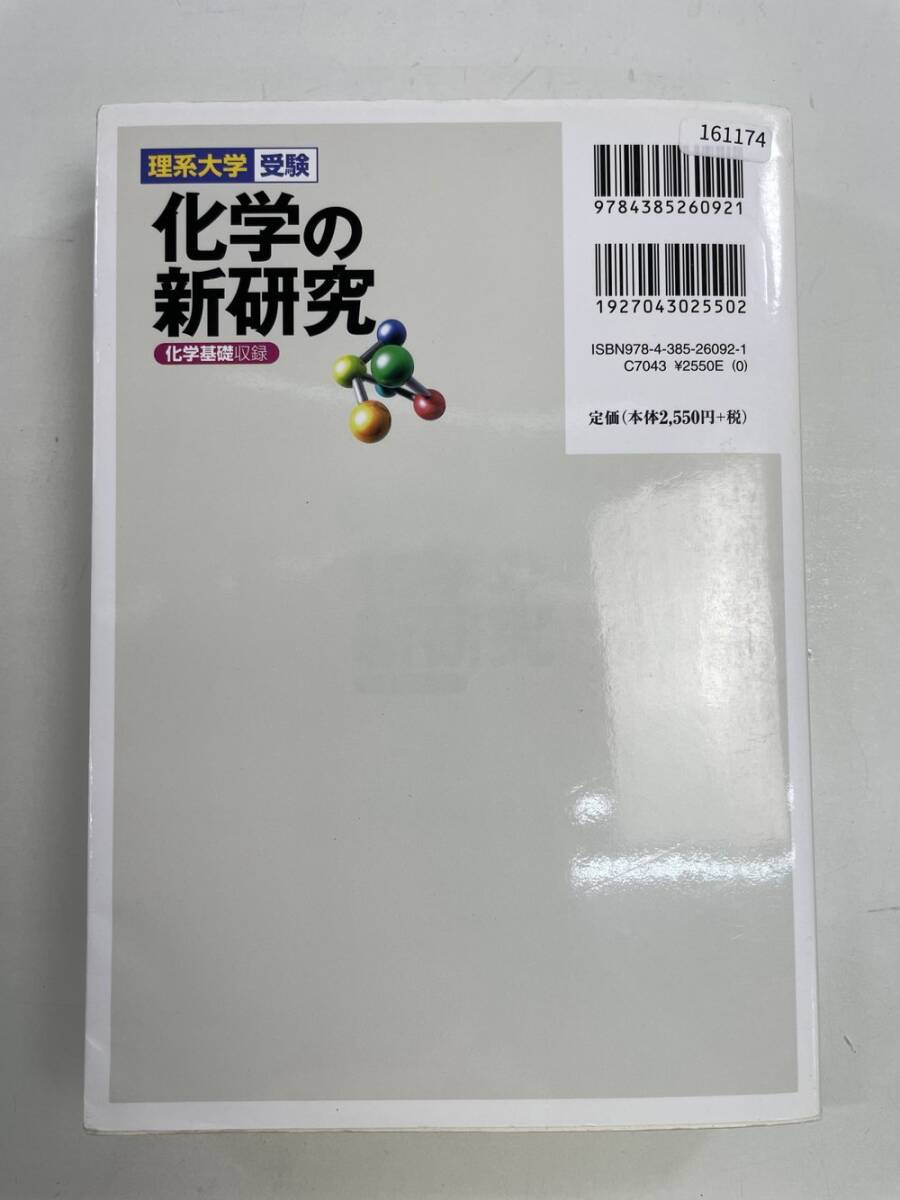 理系大学 受験
化学の
新研究
化学基礎収録
161174
9784385260921
1927043025502
ISBN978-4-385-26092-1
C7043 ¥2550E (0)
定価(本体2,550円+税)